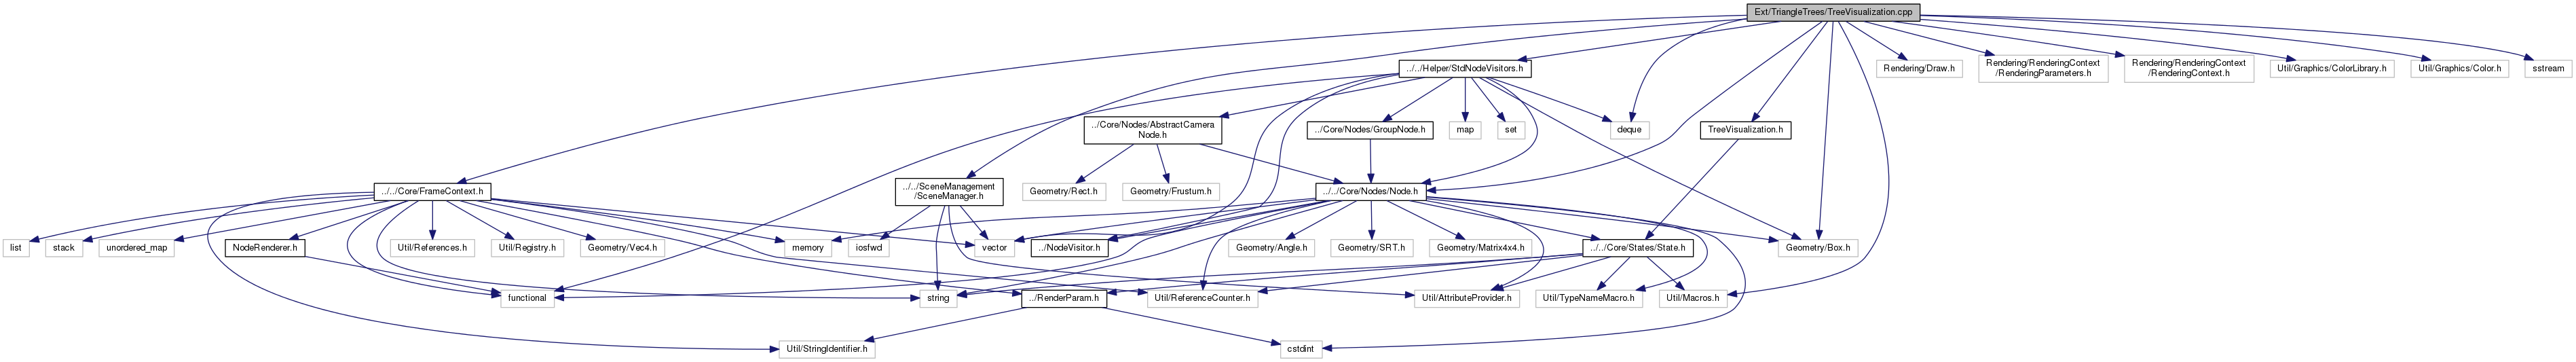 Ext/TriangleTrees/TreeVisualization.cpp
../../Helper/StdNodeVisitors.h
Rendering/Draw.h
Rendering/RenderingContext
/RenderingParameters.h
Rendering/RenderingContext
/RenderingContext.h
Util/Graphics/ColorLibrary.h
Util/Graphics/Color.h
sstream
../Core/Nodes/AbstractCamera
Node.h
../Core/Nodes/GroupNode.h
map
set
deque
TreeVisualization.h
../../Core/FrameContext.h
../../SceneManagement
/SceneManager.h
Geometry/Rect.h
Geometry/Frustum.h
../../Core/Nodes/Node.h
list
stack
unordered_map
NodeRenderer.h
Util/References.h
Util/Registry.h
Geometry/Vec4.h
memory
iosfwd
vector
../NodeVisitor.h
Geometry/Angle.h
Geometry/SRT.h
Geometry/Matrix4x4.h
../../Core/States/State.h
Geometry/Box.h
functional
string
../RenderParam.h
Util/ReferenceCounter.h
Util/AttributeProvider.h
Util/TypeNameMacro.h
Util/Macros.h
Util/StringIdentifier.h
cstdint